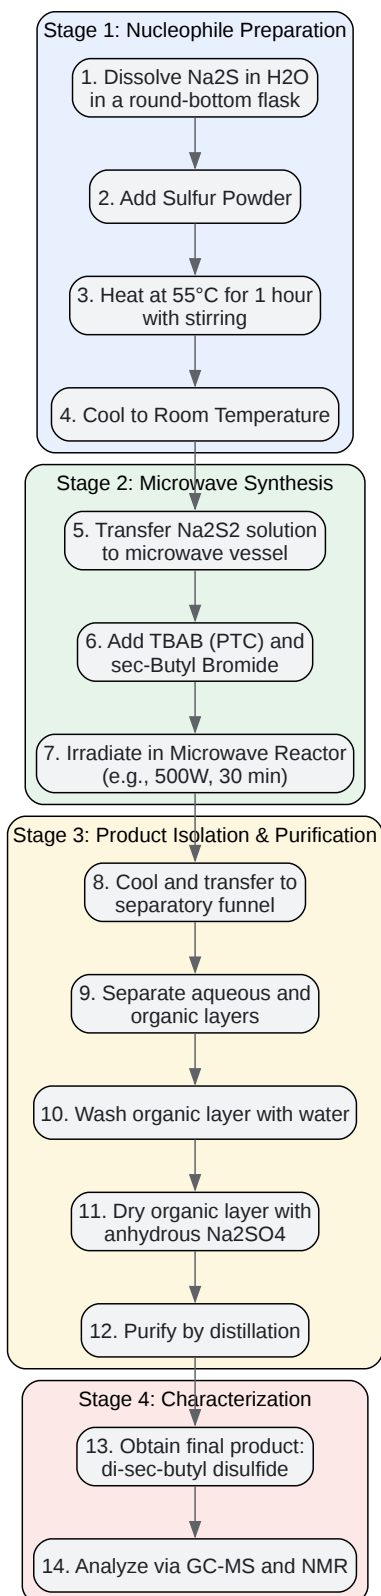 Stage 1: Nucleophile Preparation
1. Dissolve Na2S in H2O
in a round-bottom flask
2. Add Sulfur Powder
3. Heat at 55°C for 1 hour
with stirring
4. Cool to Room Temperature
Stage 2: Microwave Synthesis
5. Transfer Na2S2 solution
to microwave vessel
6. Add TBAB (PTC) and
sec-Butyl Bromide
7. Irradiate in Microwave Reactor
(e.g., 500W, 30 min)
Stage 3: Product Isolation & Purification
8. Cool and transfer to
separatory funnel
9. Separate aqueous and
organic layers
10. Wash organic layer with water
11. Dry organic layer with
anhydrous Na2SO4
12. Purify by distillation
Stage 4: Characterization
13. Obtain final product:
di-sec-butyl disulfide
14. Analyze via GC-MS and NMR